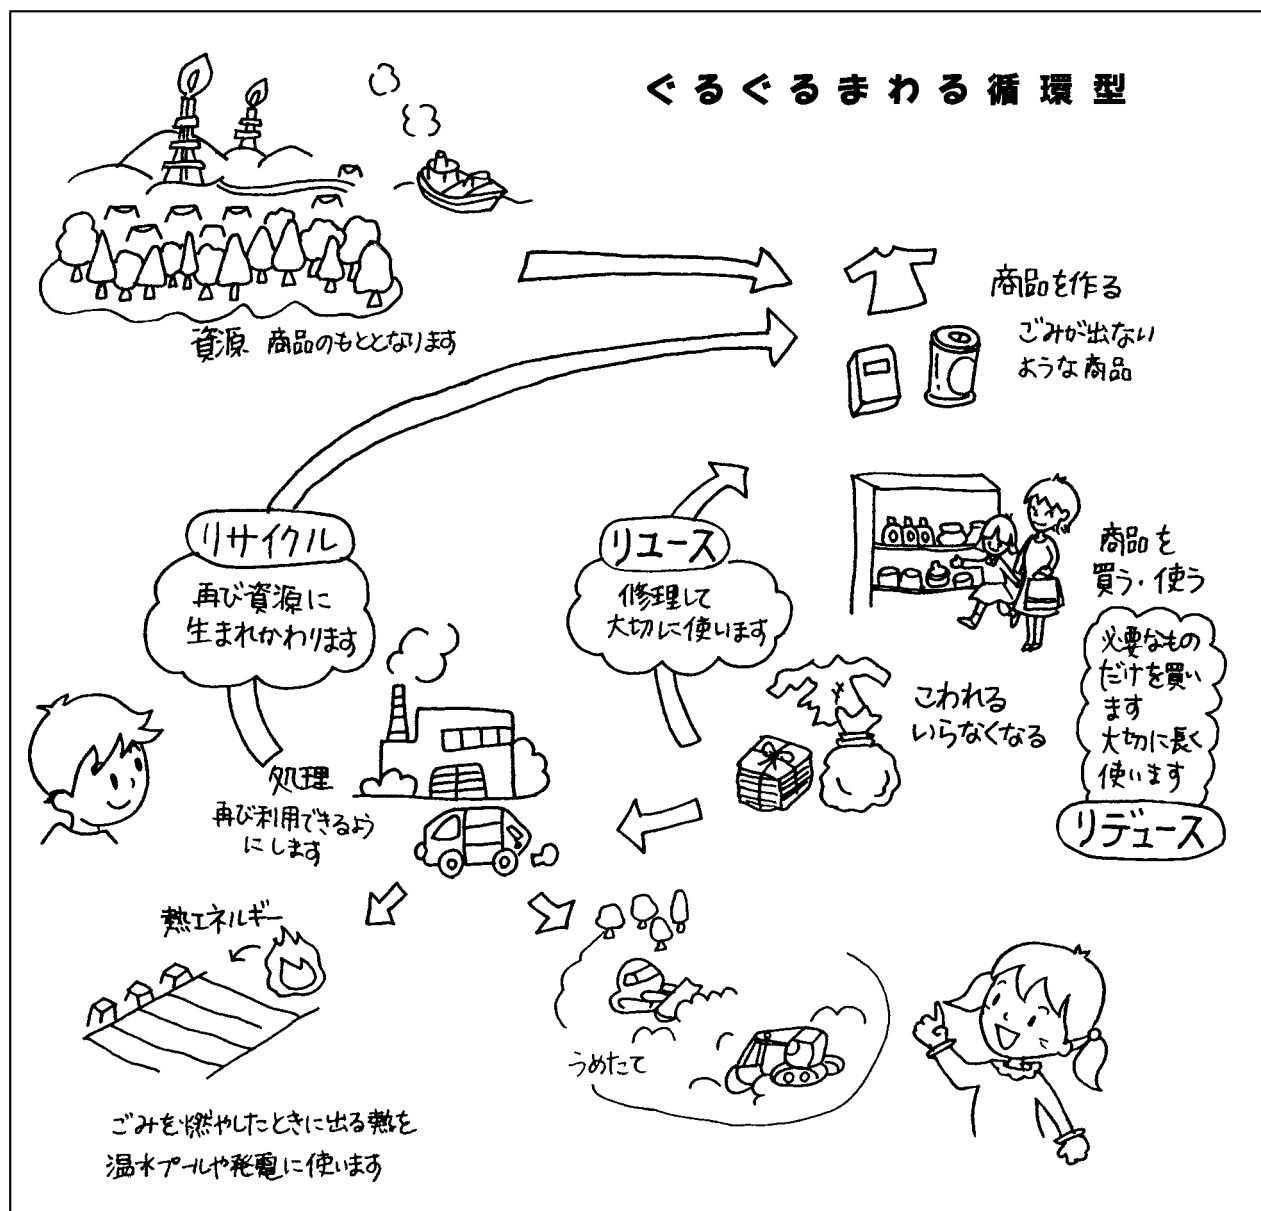 ぐるぐるまわる循環型
資源 商品のもととなります
商品を作る
ごみが出ない
ような商品
リサイクル
再び資源に
生まれかわります
リユース
修理して
大切に使います
商品を
買う・使う
必要なもの
だけを買い
ます
大切に長く
使います
リデュース
こわれる
いらなくなる
処理
再び利用できるよう
にします
熱エネルギー
うめたて
ごみを燃やしたときに出る熱を
温水プールや発電に使います